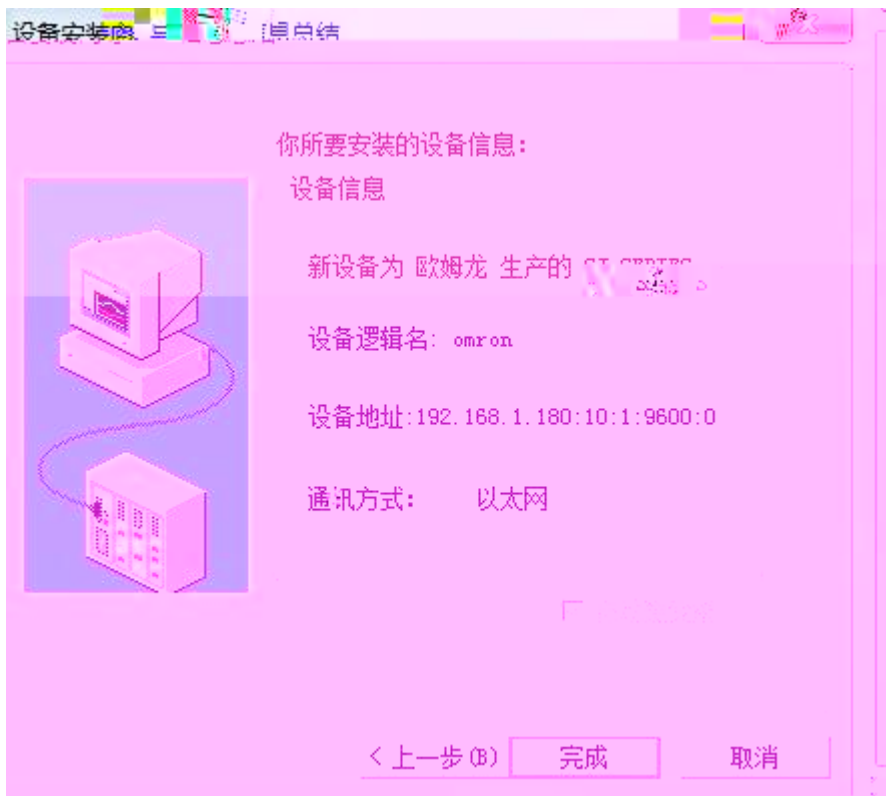 设备安装
总结
你所要安装的设备信息:
设备信息
新设备为 欧姆龙 生产的
设备逻辑名: omron
设备地址:192.168.1.180:10:1:9600:0
通讯方式: 以太网
<上一步(B) 完成 取消